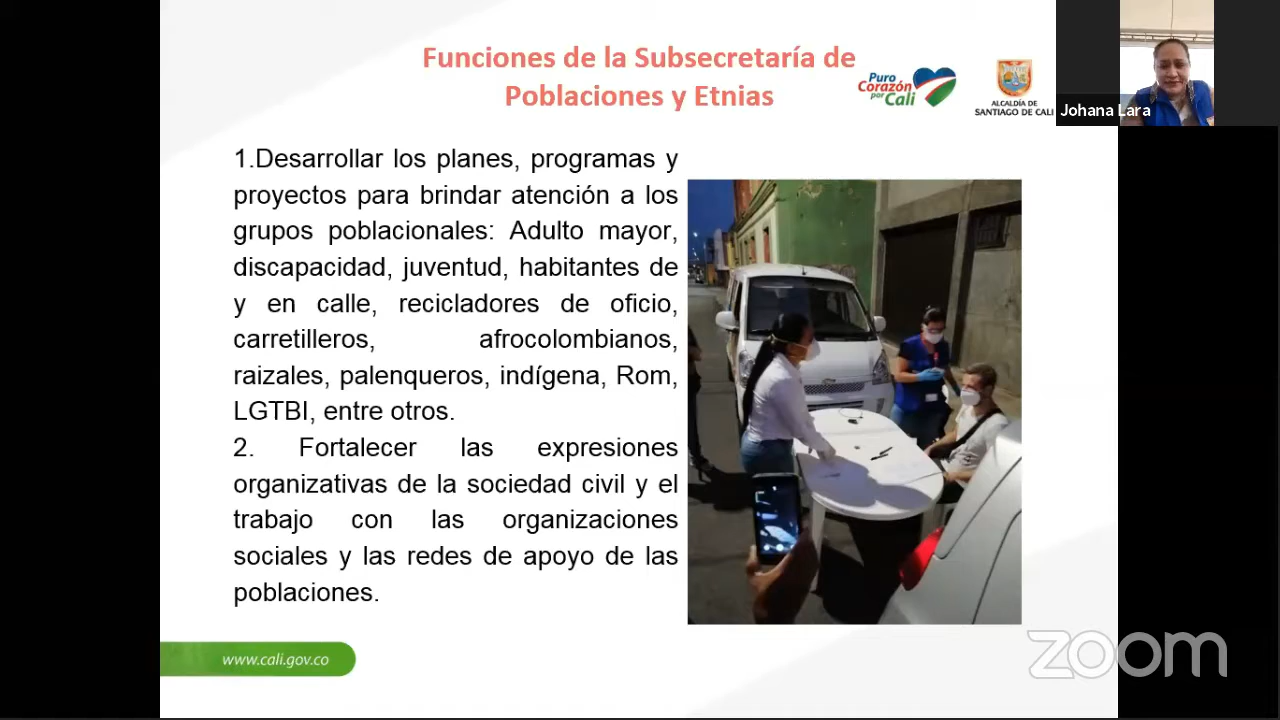 Funciones de la Subsecretaría de
Poblaciones y Etnias
Puro
Corazón
por Cali
ALCALDÍA DE
SANTIAGO DE CALI
Johana Lara
1.Desarrollar los planes, programas y
proyectos para brindar atención a los
grupos poblacionales: Adulto mayor,
discapacidad, juventud, habitantes de
y en calle, recicladores de oficio,
carretilleros, afrocolombianos,
raizales, palenqueros, indígena, Rom,
LGTBI, entre otros.
2. Fortalecer las expresiones
organizativas de la sociedad civil y el
trabajo con las organizaciones
sociales y las redes de apoyo de las
poblaciones.
www.cali.gov.co
zoom